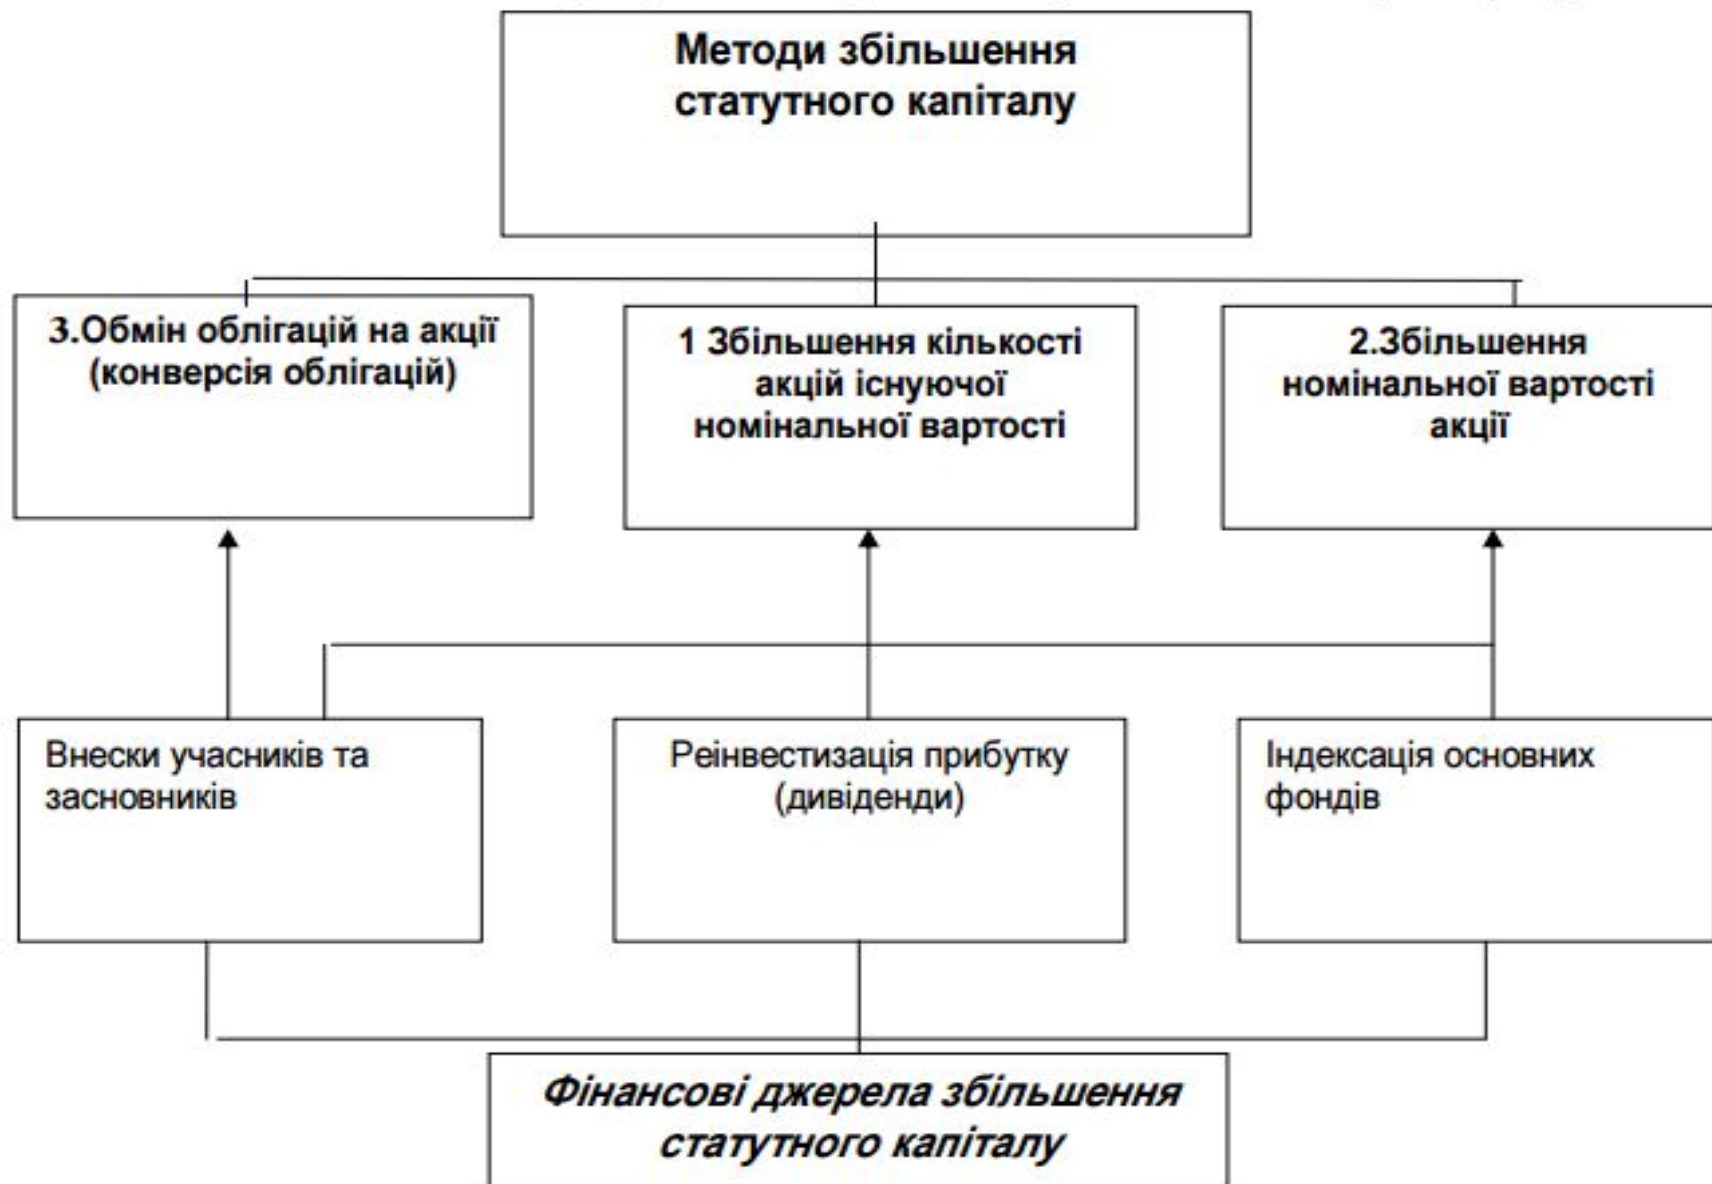 Методи збільшення
статутного капіталу
3.Обмін облігацій на акції
(конверсія облігацій)
1 Збільшення кількості
акцій існуючої
номінальної вартості
2.Збільшення
номінальної вартості
акції
Внески учасників та
засновників
Реінвестизація прибутку
(дивіденди)
Індексація основних
фондів
Фінансові джерела збільшення
статутного капіталу